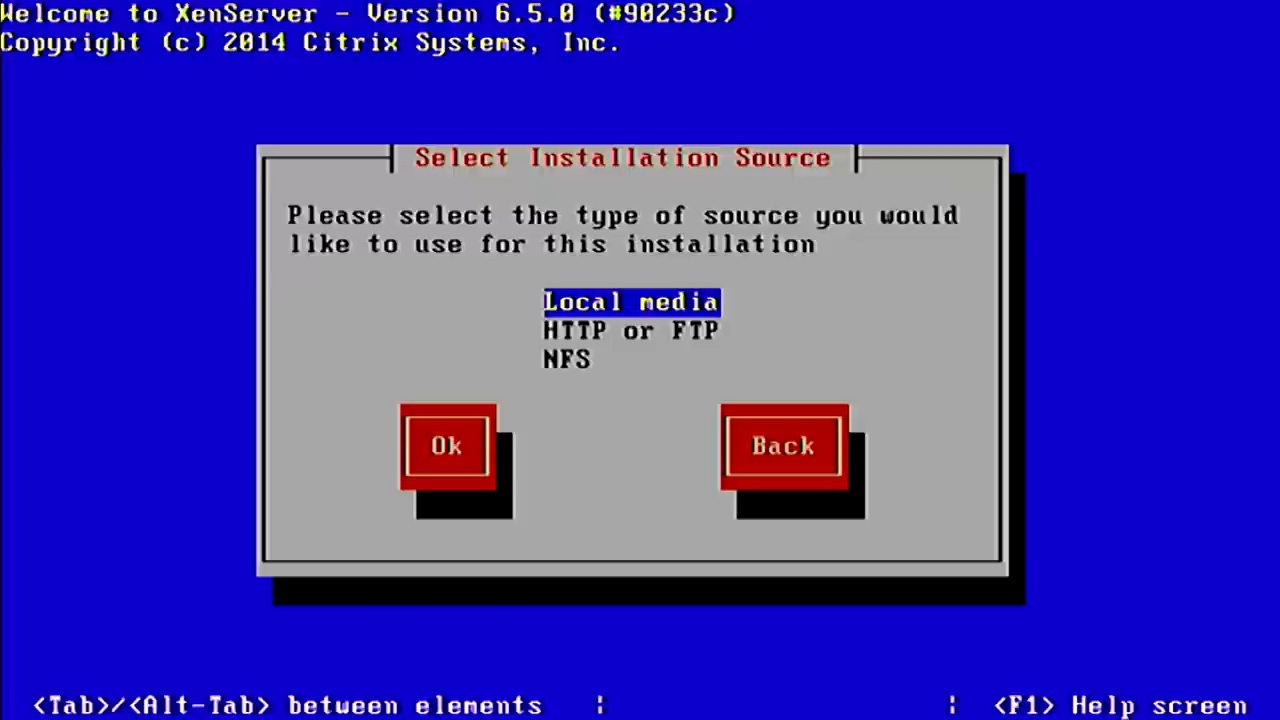 Welcome to XenServer - Version 6.5.0 (#90233c)
Copyright (c) 2014 Citrix Systems, Inc.
Select Installation Source
Please select the type of source you would
like to use for this installation
Local media
HTTP or FTP
NFS
Ok
Back
<Tab>/<Alt-Tab> between elements | | <F1> Help screen